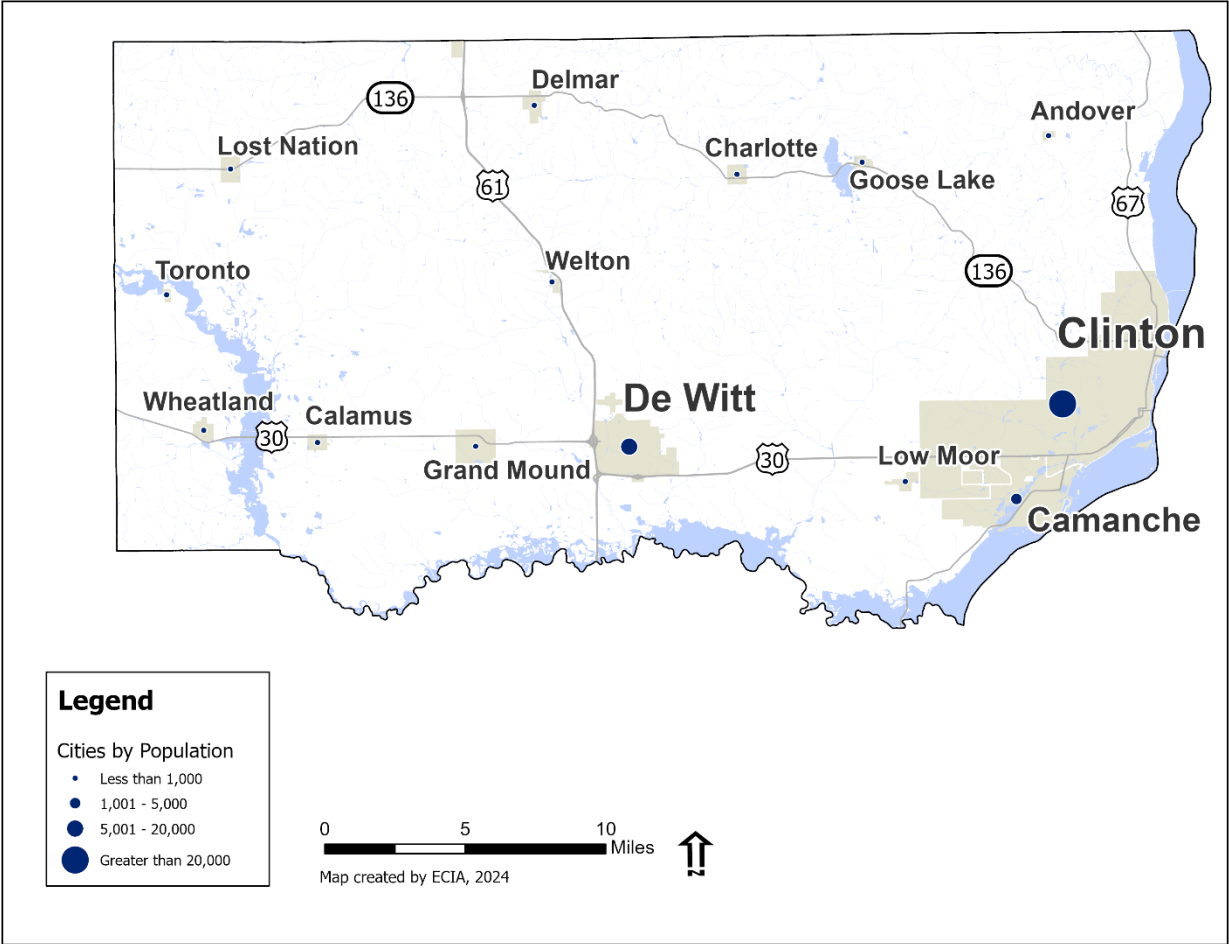 Delmar
136
Andover
Lost Nation
Charlotte
Goose Lake
61
67
Welton
Toronto
136
Clinton
De Witt
Wheatland
Calamus
30
Grand Mound
30
Low Moor
Camanche
Legend
Cities by Population
Less than 1,000
1,001 - 5,000
5,001 - 20,000
Greater than 20,000
0 5 10
Miles
N
Map created by ECIA, 2024